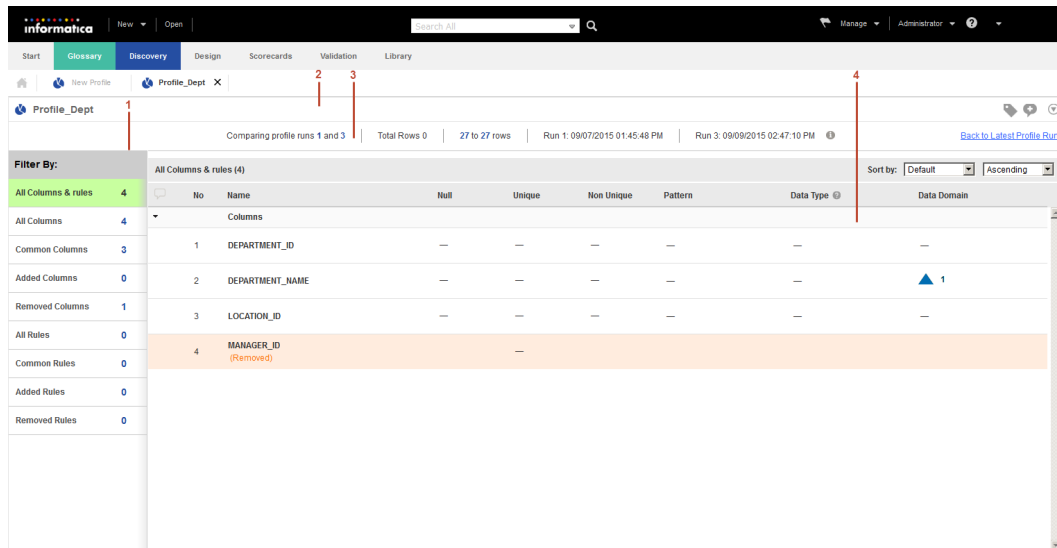 informatica New Open Search All Manage Administrator ?
Start Glossary Discovery Design Scorecards Validation Library
New Profile Profile_Dept X
2 3 4
Profile_Dept 1
Comparing profile runs 1 and 3 Total Rows 0 27 to 27 rows Run 1: 09/07/2015 01:45:48 PM Run 3: 09/09/2015 02:47:10 PM Back to Latest Profile Run
Filter By:
All Columns & rules 4
All Columns 4
Common Columns 3
Added Columns 0
Removed Columns 1
All Rules 0
Common Rules 0
Added Rules 0
Removed Rules 0
All Columns & rules (4) Sort by: Default Ascending
No Name Null Unique Non Unique Pattern Data Type ? Data Domain
Columns
1 DEPARTMENT_ID — — — — — —
2 DEPARTMENT_NAME — — — — — 1
3 LOCATION_ID — — — — — —
4 MANAGER_ID —
(Removed)